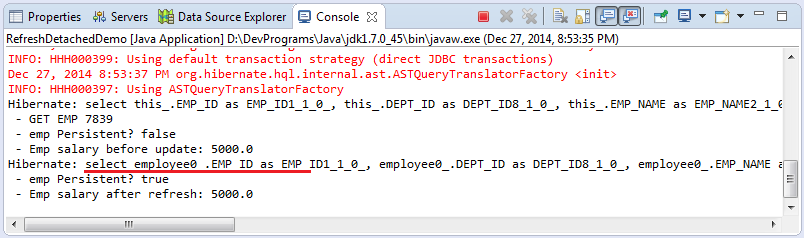 Properties Servers Data Source Explorer Console
RefreshDetachedDemo [Java Application] D:\DevPrograms\Java\jdk1.7.0_45\bin\javaw.exe (Dec 27, 2014, 8:53:35 PM)
INFO: HHH000399: Using default transaction strategy (direct JDBC transactions)
Dec 27, 2014 8:53:37 PM org.hibernate.hql.internal.ast.ASTQueryTranslatorFactory <init>
INFO: HHH000397: Using ASTQueryTranslatorFactory
Hibernate: select this_.EMP_ID as EMP_ID1_1_0_, this_.DEPT_ID as DEPT_ID8_1_0_, this_.EMP_NAME as EMP_NAME2_1_0
- GET EMP 7839
- emp Persistent? false
- Emp salary before update: 5000.0
Hibernate: select employee0_.EMP_ID as EMP_ID1_1_0_, employee0_.DEPT_ID as DEPT_ID8_1_0_, employee0_.EMP_NAME a
- emp Persistent? true
- Emp salary after refresh: 5000.0